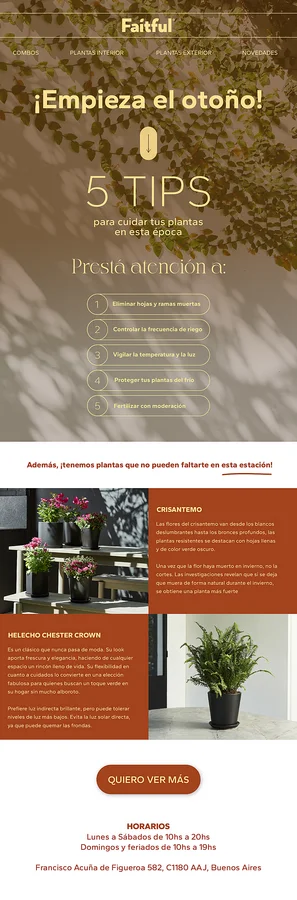 Faitful
COMBOS PLANTAS INTERIOR PLANTAS EXTERIOR NOVEDADES
¡Empieza el otoño!
5 TIPS
para cuidar tus plantas
en esta época
Prestá atención a:
1 Eliminar hojas y ramas muertas
2 Controlar la frecuencia de riego
3 Vigilar la temperatura y la luz
4 Proteger tus plantas del frío
5 Fertilizar con moderación
Además, ¡tenemos plantas que no pueden faltarte en esta estación!
CRISANTEMO
Las flores del crisantemo van desde los blancos
deslumbrantes hasta los bronces profundos, las
plantas resistentes se destacan con hojas llenas
y de color verde oscuro.
Una vez que la flor haya muerto en invierno, no la
cortes. Las investigaciones revelan que si se deja
que muera de forma natural durante el invierno,
se obtiene una planta más fuerte
HELECHO CHESTER CROWN
Es un clásico que nunca pasa de moda. Su look
aporta frescura y elegancia, haciendo de cualquier
espacio un rincón lleno de vida. Su flexibilidad en
cuanto a cuidados lo convierte en una elección
fabulosa para quienes buscan un toque verde en
su hogar sin mucho alboroto.
Prefiere luz indirecta brillante, pero puede tolerar
niveles de luz más bajos. Evita la luz solar directa,
ya que puede quemar las frondas.
QUIERO VER MÁS
HORARIOS
Lunes a Sábados de 10hs a 20hs
Domingos y feriados de 10hs a 19hs
Francisco Acuña de Figueroa 582, C1180 AAJ, Buenos Aires